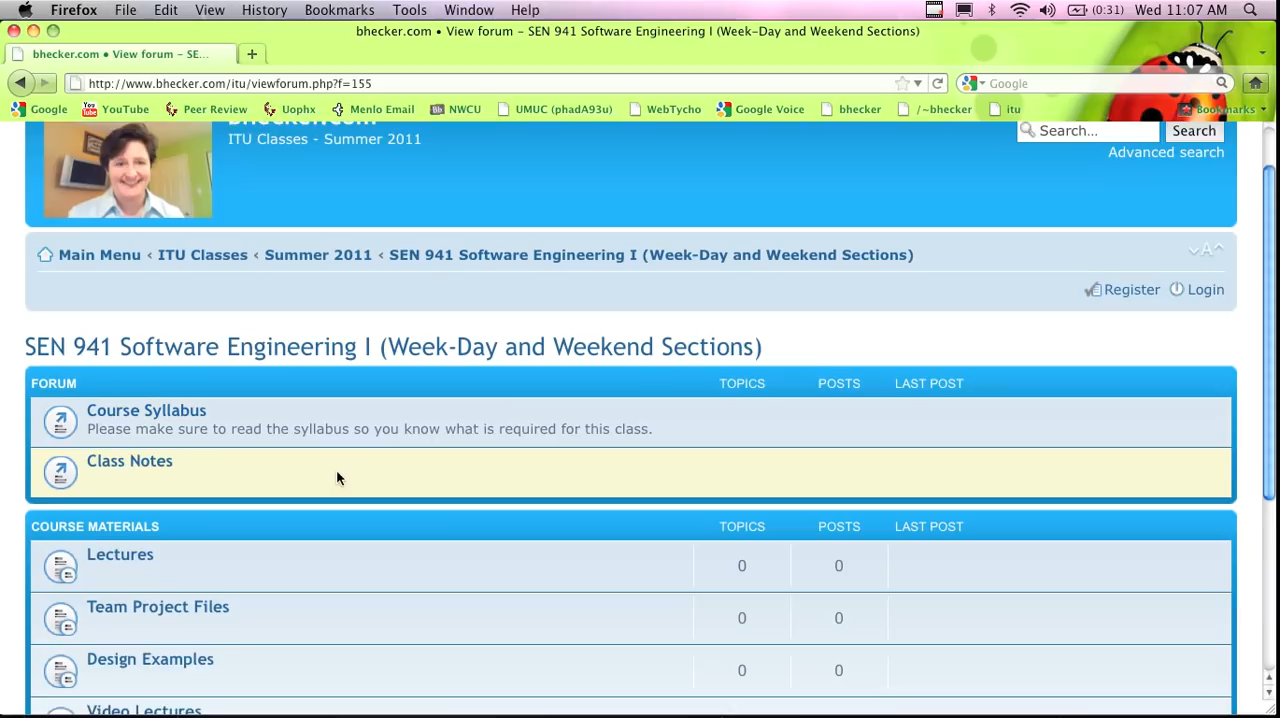 Firefox File Edit View History Bookmarks Tools Window Help (0:31) Wed 11:07 AM
bhecker.com • View forum - SEN 941 Software Engineering I (Week-Day and Weekend Sections)
bhecker.com • View forum – SE...
http://www.bhecker.com/itu/viewforum.php?f=155 Google
Google YouTube Peer Review Uophx Menlo Email NWCU UMUC (phadA93u) WebTycho Google Voice bhecker /~bhecker itu Bookmarks
bhecker.com
ITU Classes - Summer 2011
Search... Search
Advanced search
Main Menu ‹ ITU Classes ‹ Summer 2011 ‹ SEN 941 Software Engineering I (Week-Day and Weekend Sections)
Register Login
SEN 941 Software Engineering I (Week-Day and Weekend Sections)
FORUM TOPICS POSTS LAST POST
Course Syllabus
Please make sure to read the syllabus so you know what is required for this class.
Class Notes
COURSE MATERIALS TOPICS POSTS LAST POST
Lectures 0 0
Team Project Files 0 0
Design Examples 0 0
Video Lectures